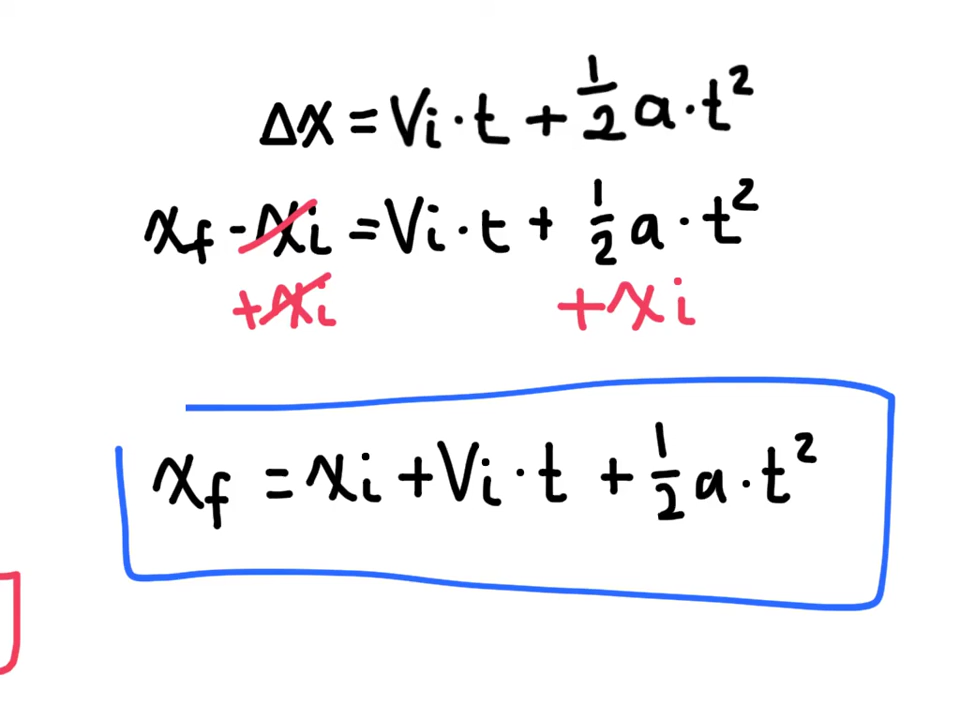 Δx = Vi · t + 1/2 a · t²
xf - xi = Vi · t + 1/2 a · t²
+xi +xi
xf = xi + Vi · t + 1/2 a · t²